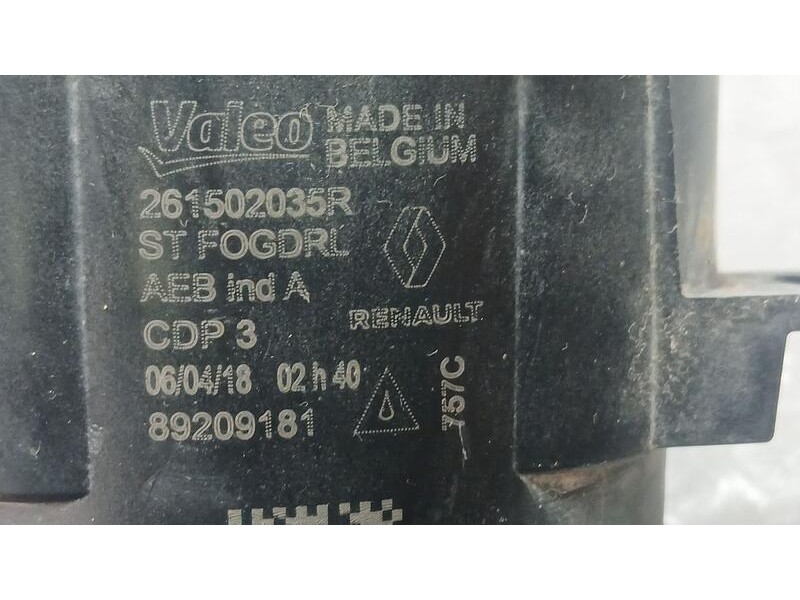 Valeo MADE IN
BELGIUM
261502035R
ST FOGDRL
AEB ind A
RENAULT
CDP 3
06/04/18 02 h 40
89209181
757C